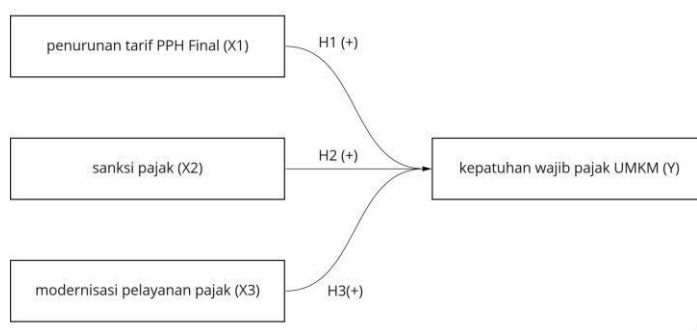 penurunan tarif PPH Final (X1)
H1 (+)
sanksi pajak (X2)
H2 (+)
kepatuhan wajib pajak UMKM (Y)
modernisasi pelayanan pajak (X3)
H3(+)